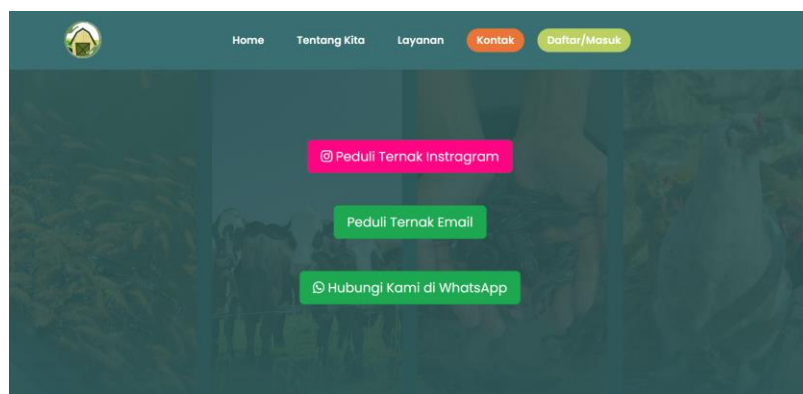 Home
Tentang Kita
Layanan
Kontak
Daftar/Masuk
Peduli Ternak Instragram
Peduli Ternak Email
Hubungi Kami di WhatsApp